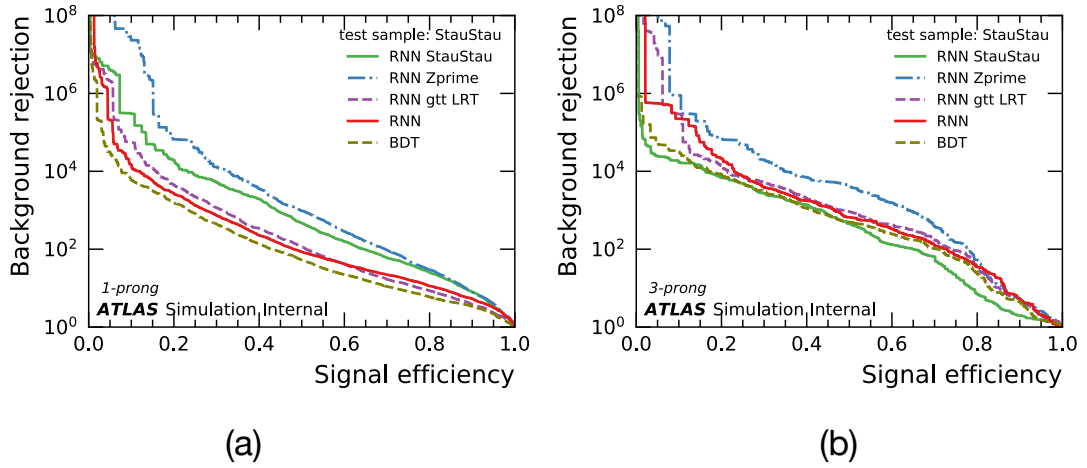 10^8
10^6
10^4
10^2
10^0
Background rejection
test sample: StauStau
RNN StauStau
RNN Zprime
RNN gtt LRT
RNN
BDT
1-prong
ATLAS Simulation Internal
0.0 0.2 0.4 0.6 0.8 1.0
Signal efficiency
(a)
10^8
10^6
10^4
10^2
10^0
Background rejection
test sample: StauStau
RNN StauStau
RNN Zprime
RNN gtt LRT
RNN
BDT
3-prong
ATLAS Simulation Internal
0.0 0.2 0.4 0.6 0.8 1.0
Signal efficiency
(b)